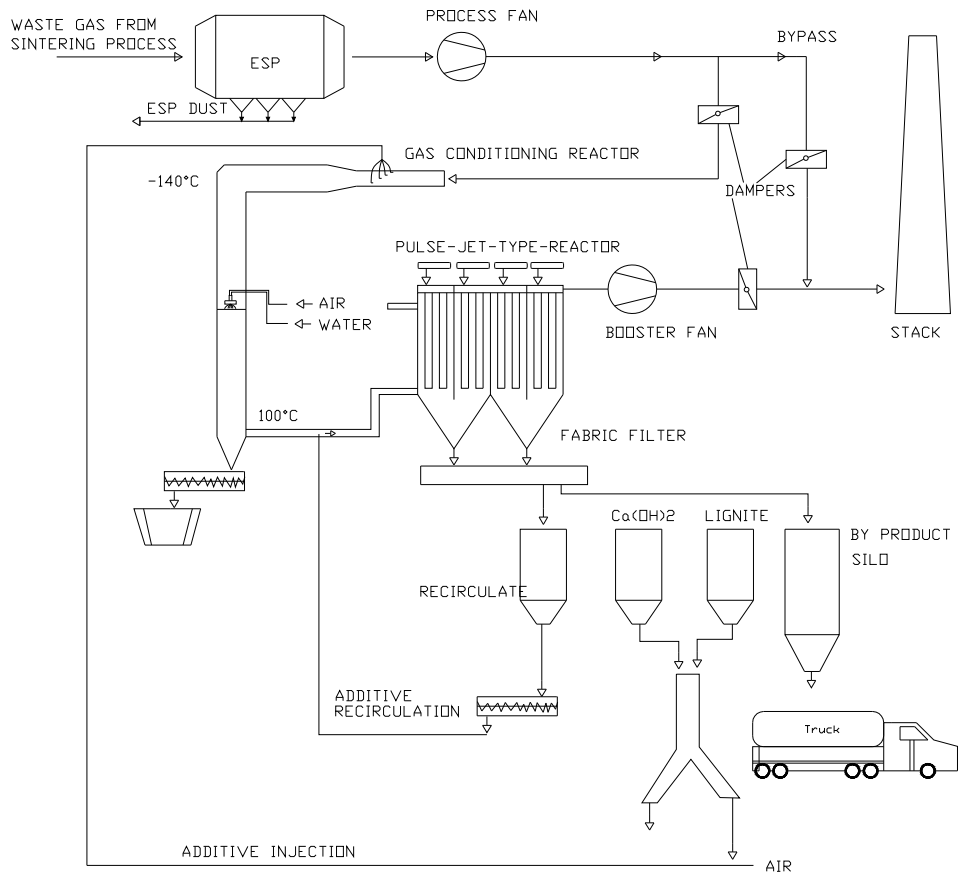 WASTE GAS FROM
SINTERING PROCESS
ESP
ESP DUST
PROCESS FAN
BYPASS
GAS CONDITIONING REACTOR
-140°C
DAMPERS
PULSE-JET-TYPE-REACTOR
AIR
WATER
BOOSTER FAN
STACK
100°C
FABRIC FILTER
Ca(OH)2
LIGNITE
BY PRODUCT
SILO
RECIRCULATE
ADDITIVE
RECIRCULATION
Truck
ADDITIVE INJECTION
AIR